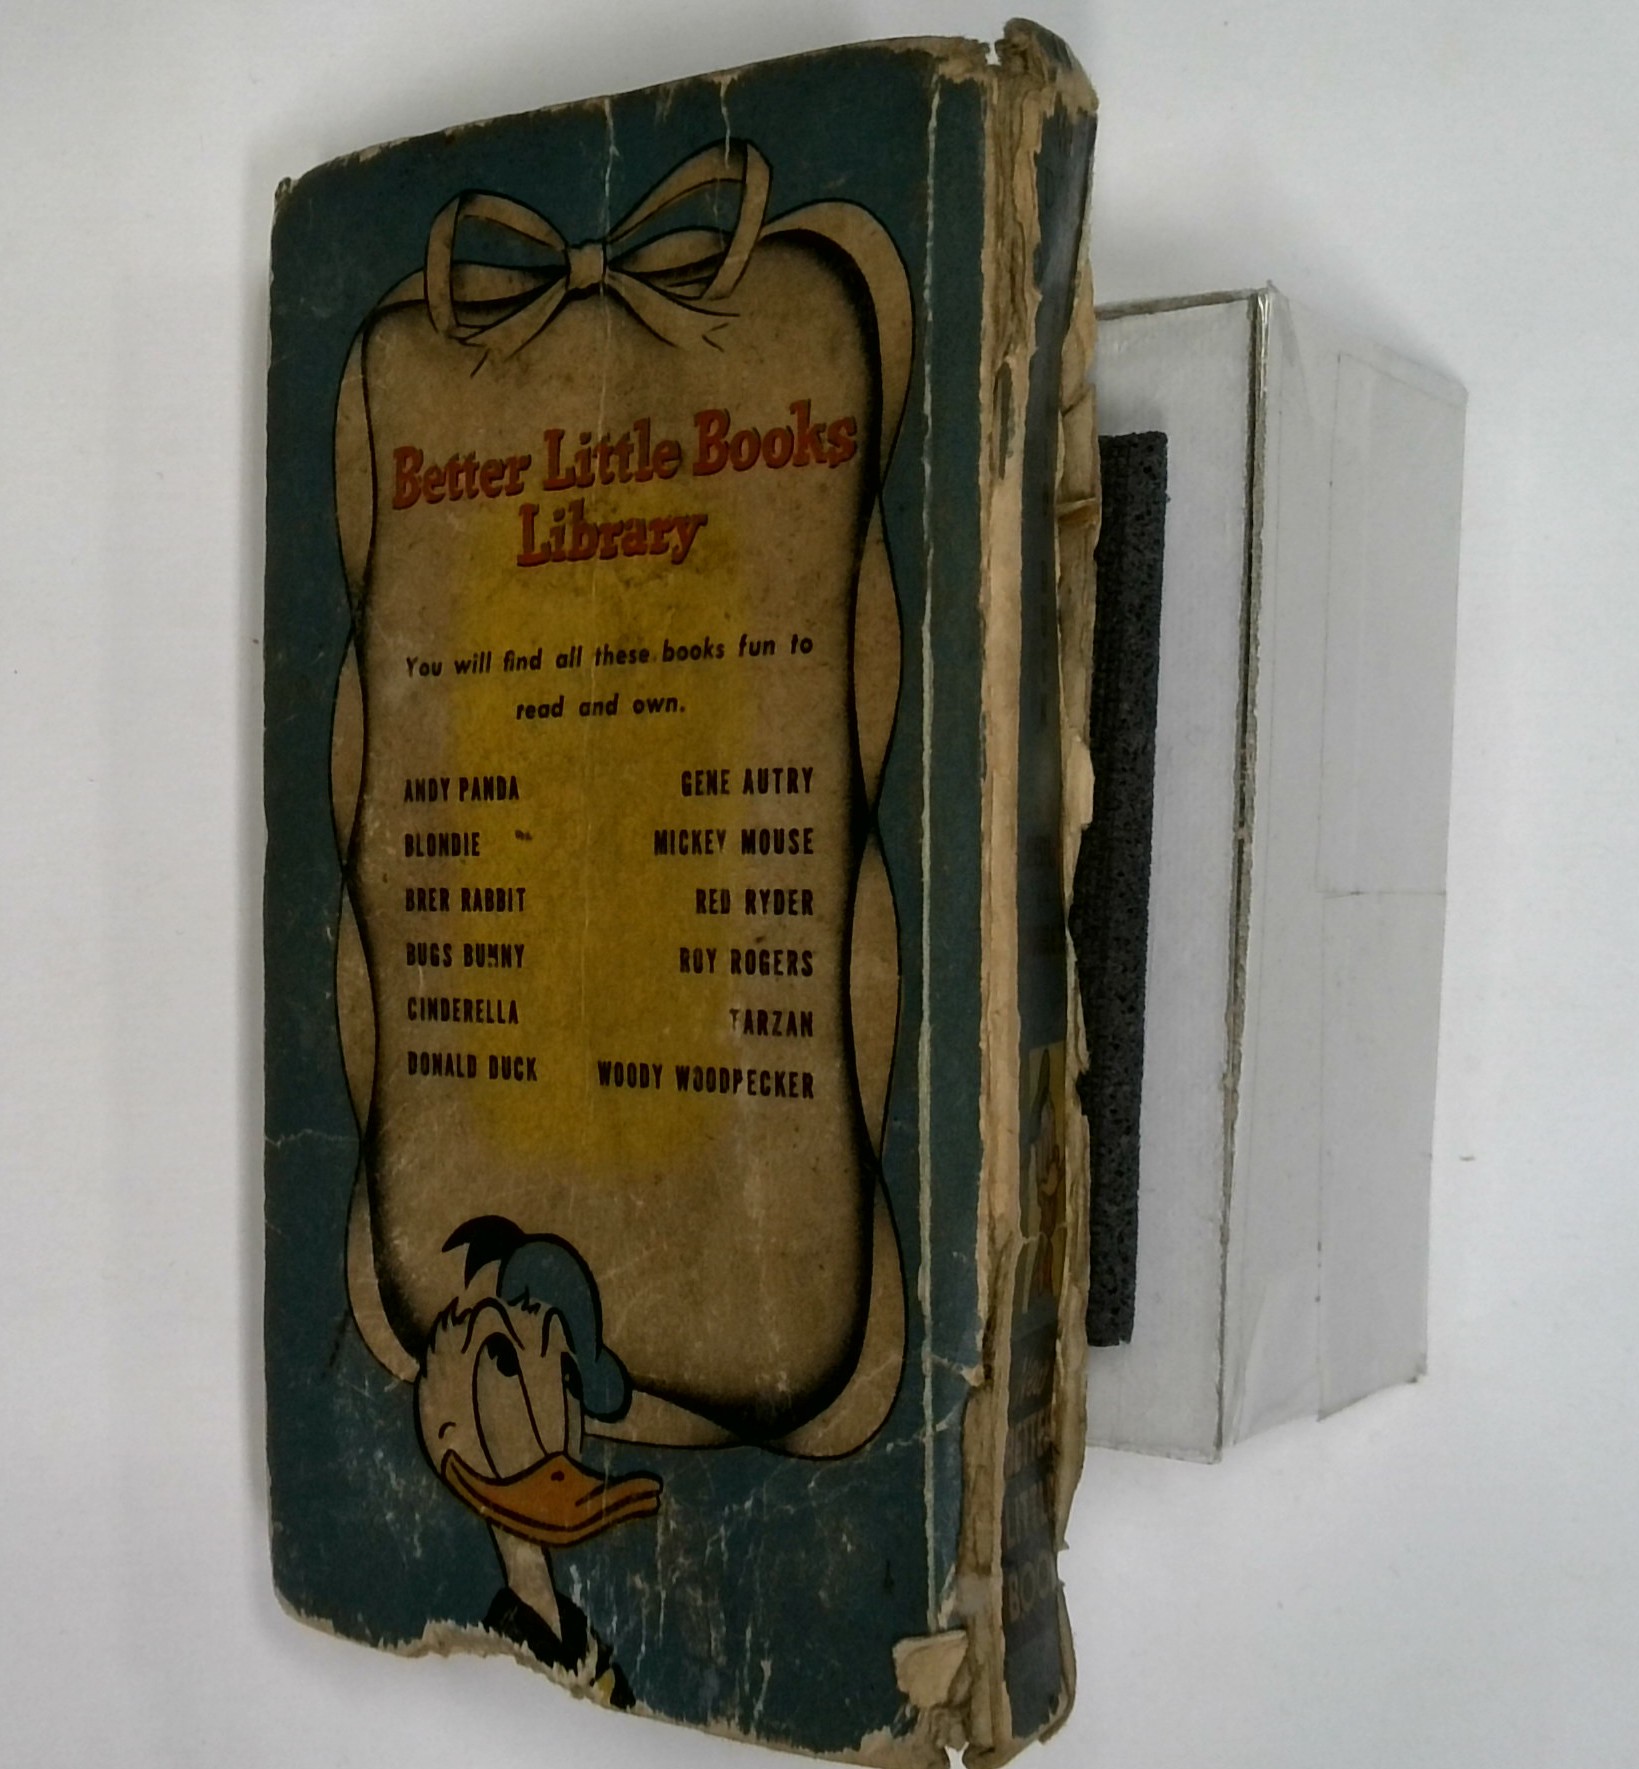 Better Little Books
Library
You will find all these books fun to
read and own.
ANDY PANDA
BLONDIE
BRER RABBIT
BUGS BUNNY
CINDERELLA
DONALD DUCK
GENE AUTRY
MICKEY MOUSE
RED RYDER
ROY ROGERS
TARZAN
WOODY WOODPECKER